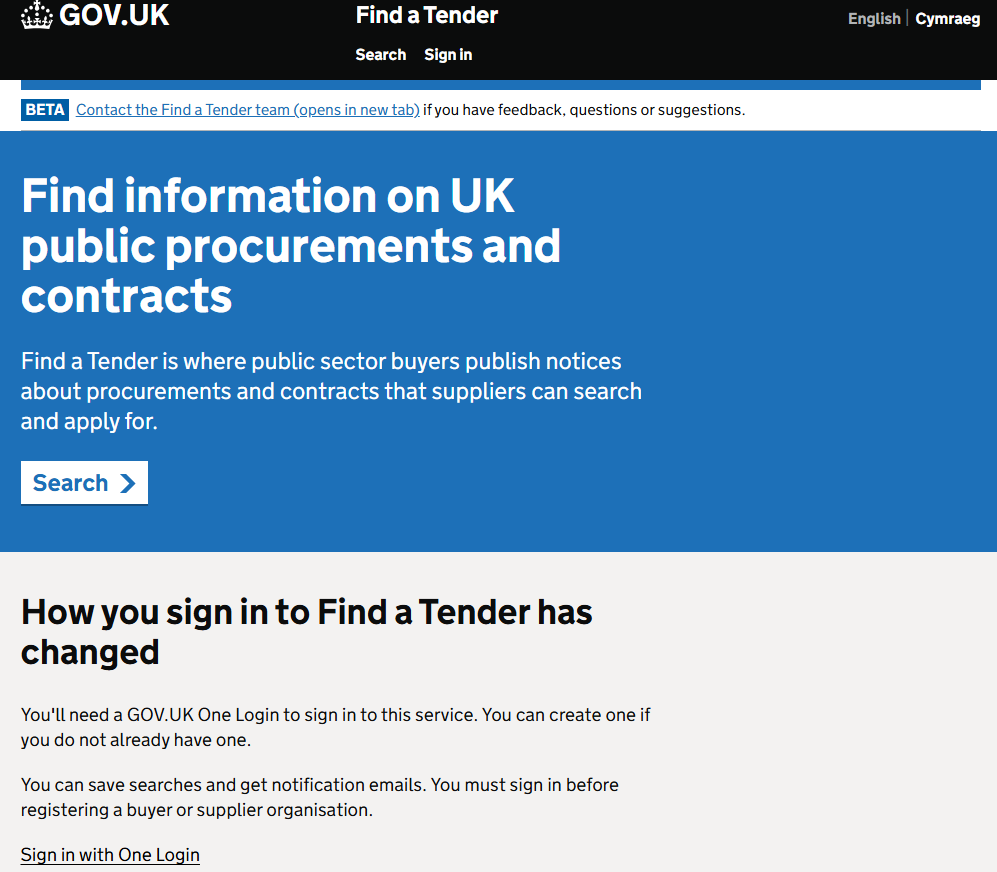 GOV.UK
Find a Tender
English | Cymraeg
Search Sign in
BETA Contact the Find a Tender team (opens in new tab) if you have feedback, questions or suggestions.
Find information on UK
public procurements and
contracts
Find a Tender is where public sector buyers publish notices
about procurements and contracts that suppliers can search
and apply for.
Search
How you sign in to Find a Tender has
changed
You'll need a GOV.UK One Login to sign in to this service. You can create one if
you do not already have one.
You can save searches and get notification emails. You must sign in before
registering a buyer or supplier organisation.
Sign in with One Login